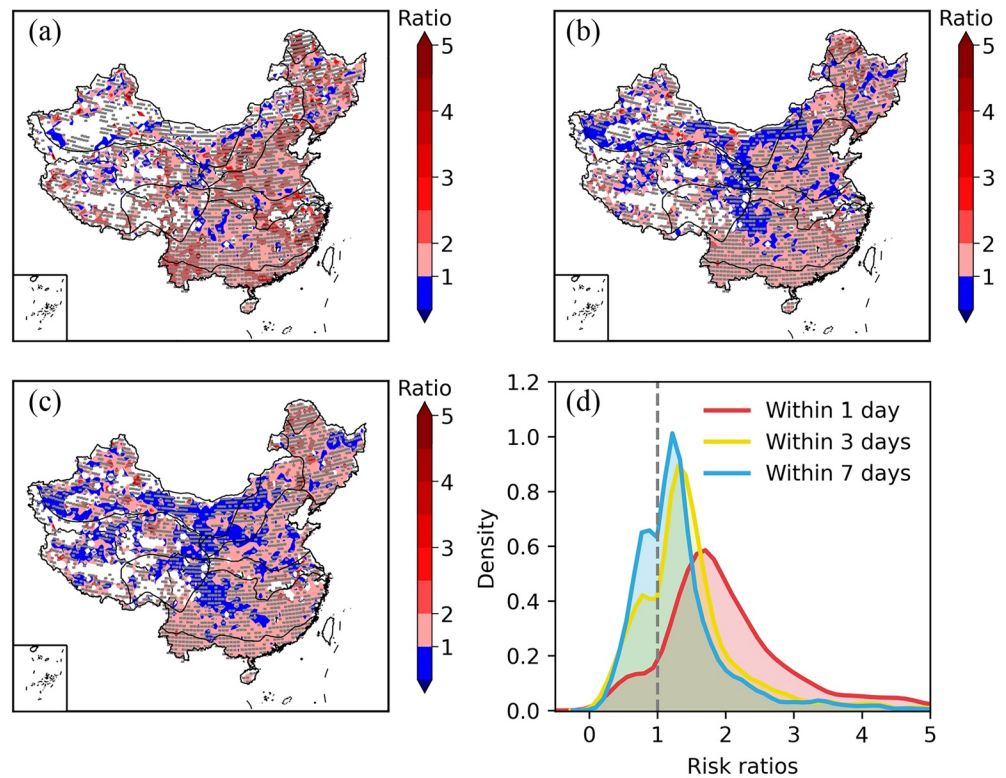 (a)
Ratio
5
4
3
2
1
(b)
Ratio
5
4
3
2
1
(c)
Ratio
5
4
3
2
1
(d)
Within 1 day
Within 3 days
Within 7 days
Density
1.2
1.0
0.8
0.6
0.4
0.2
0.0
0 1 2 3 4 5
Risk ratios